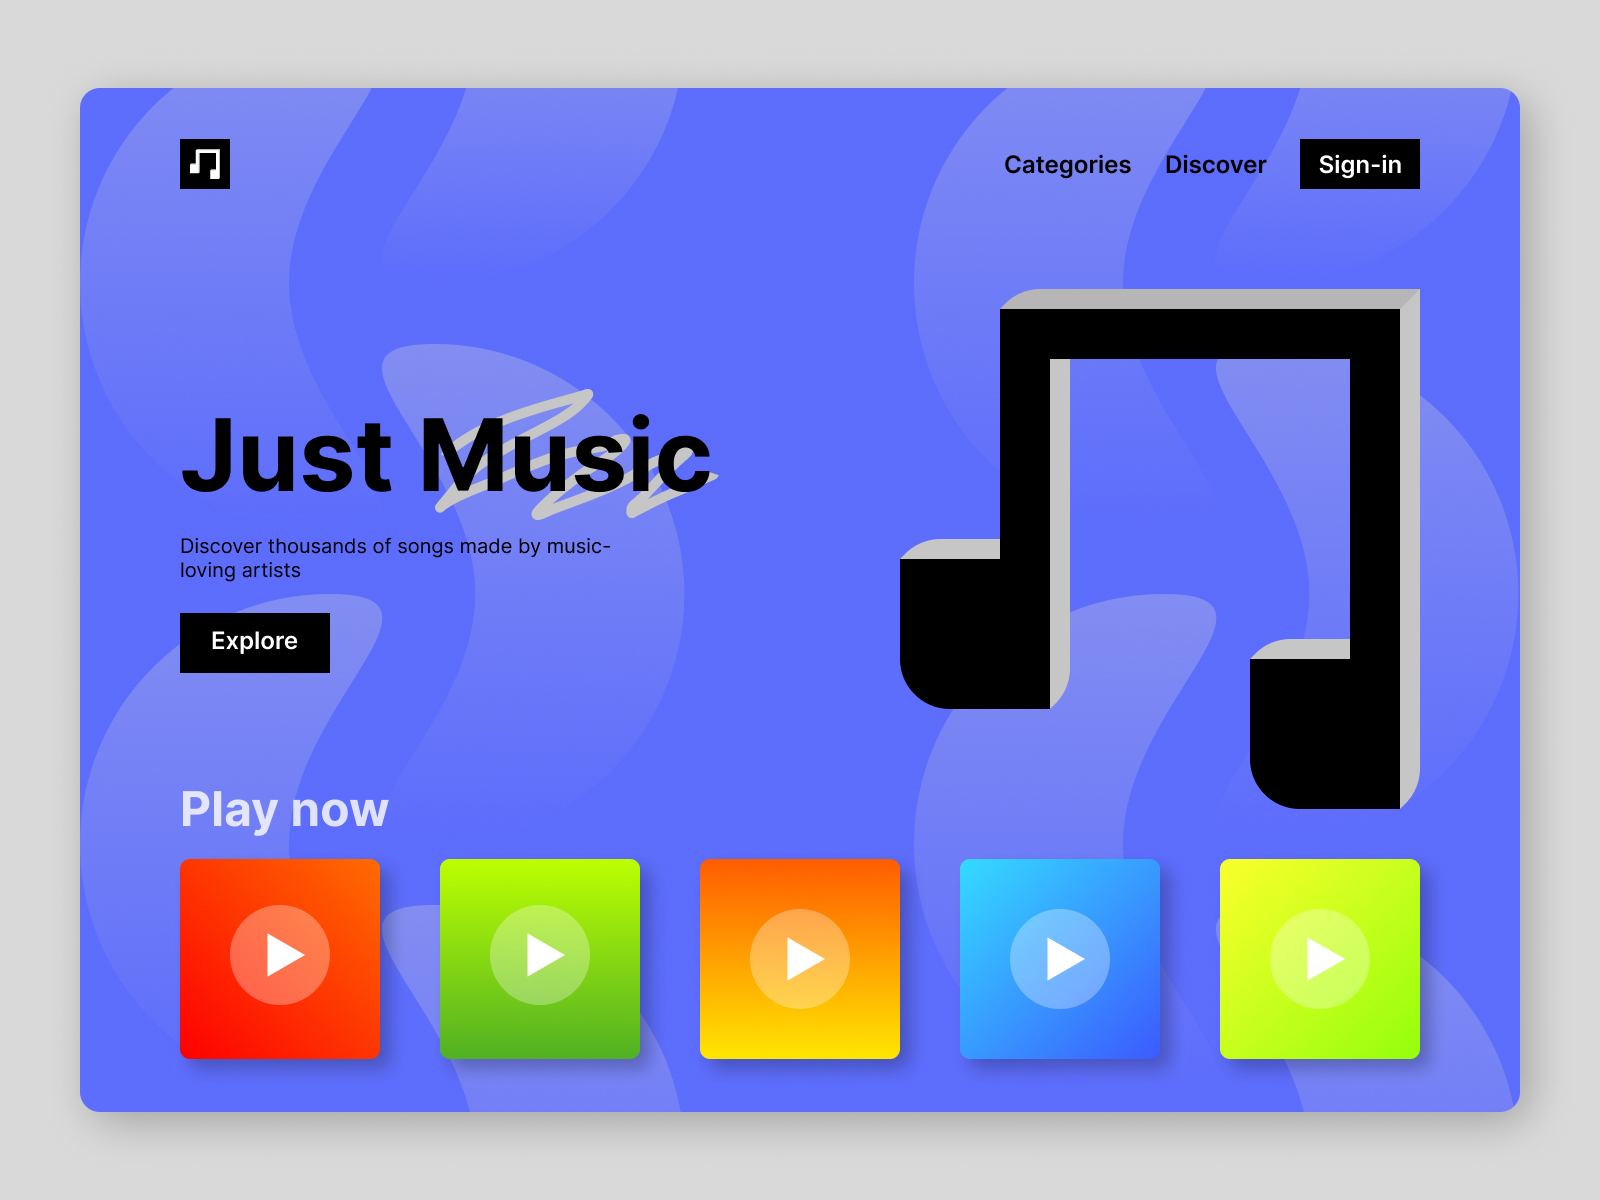 Categories Discover Sign-in
Just Music
Discover thousands of songs made by music-
loving artists
Explore
Play now